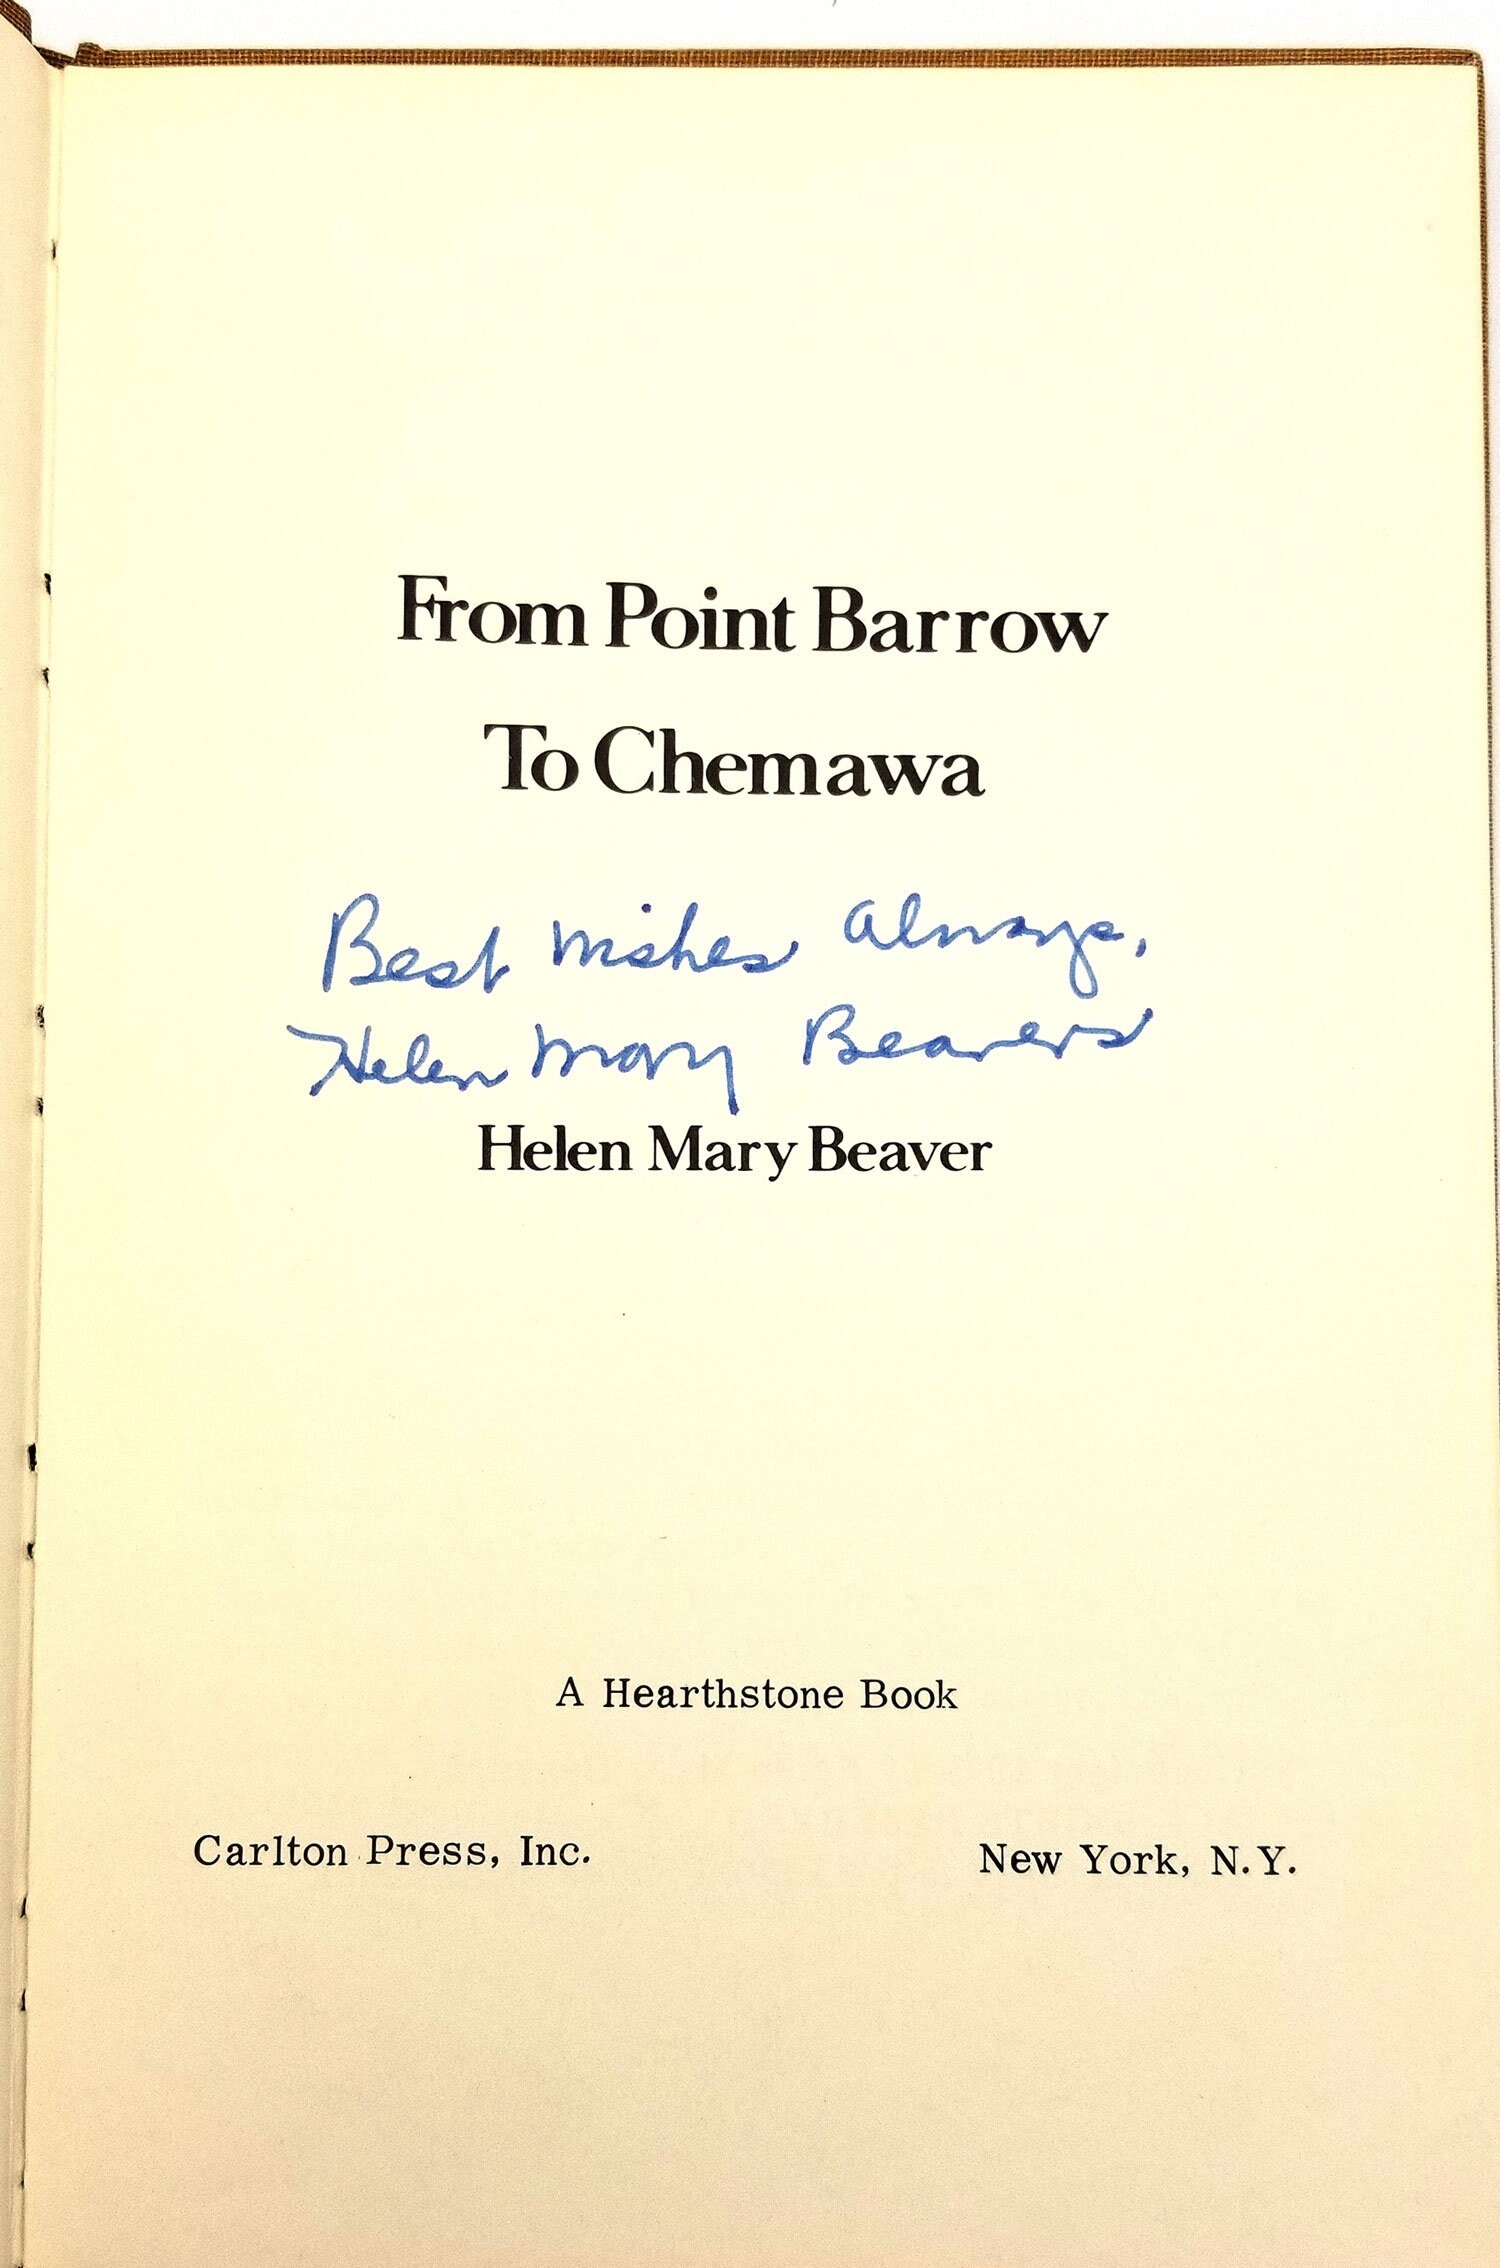 From Point Barrow
To Chemawa
Best Wishes Always,
Helen Mary Beavers
Helen Mary Beaver
A Hearthstone Book
Carlton Press, Inc. New York, N.Y.